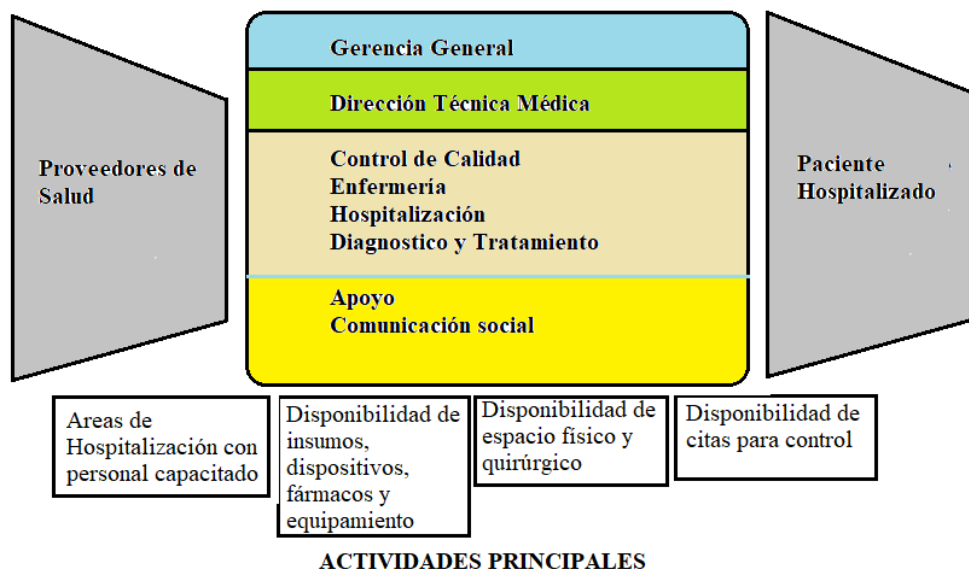 Gerencia General
Dirección Técnica Médica
Proveedores de
Salud
Control de Calidad
Enfermería
Hospitalización
Diagnostico y Tratamiento
Apoyo
Comunicación social
Paciente
Hospitalizado
Areas de
Hospitalización con
personal capacitado
Disponibilidad de
insumos,
dispositivos,
fármacos y
equipamiento
Disponibilidad de
espacio físico y
quirúrgico
Disponibilidad de
citas para control
ACTIVIDADES PRINCIPALES